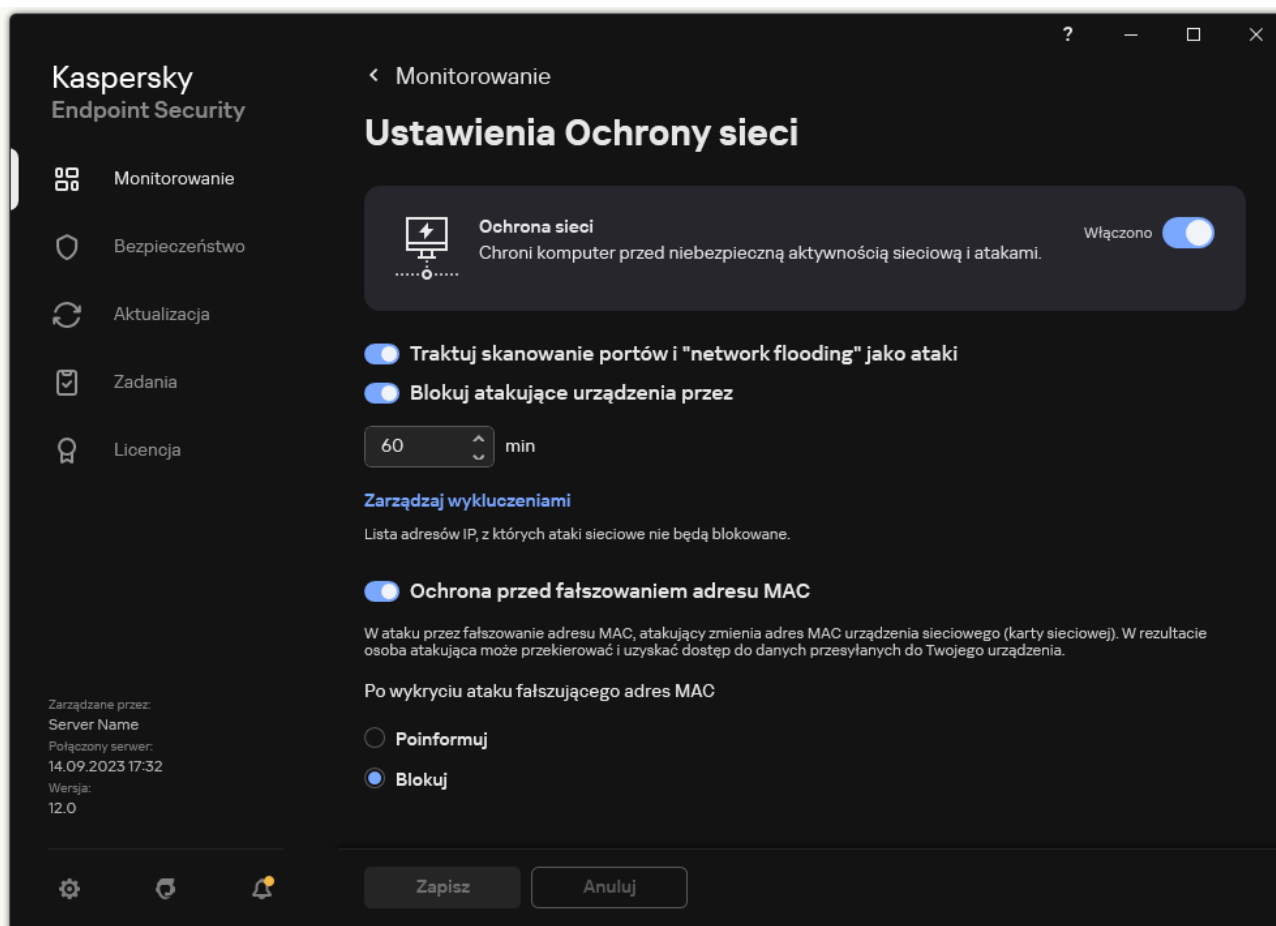 ?
Kaspersky
Endpoint Security
Monitorowanie
Bezpieczeństwo
Aktualizacja
Zadania
Licencja
Zarządzane przez:
Server Name
Połączony serwer:
14.09.2023 17:32
Wersja:
12.0
Monitorowanie
Ustawienia Ochrony sieci
Ochrona sieci
Chroni komputer przed niebezpieczną aktywnością sieciową i atakami.
Włączono
Traktuj skanowanie portów i "network flooding" jako ataki
Blokuj atakujące urządzenia przez
60 min
Zarządzaj wykluczeniami
Lista adresów IP, z których ataki sieciowe nie będą blokowane.
Ochrona przed fałszowaniem adresu MAC
W ataku przez fałszowanie adresu MAC, atakujący zmienia adres MAC urządzenia sieciowego (karty sieciowej). W rezultacie
osoba atakująca może przekierować i uzyskać dostęp do danych przesyłanych do Twojego urządzenia.
Po wykryciu ataku fałszującego adres MAC
Poinformuj
Blokuj
Zapisz
Anuluj